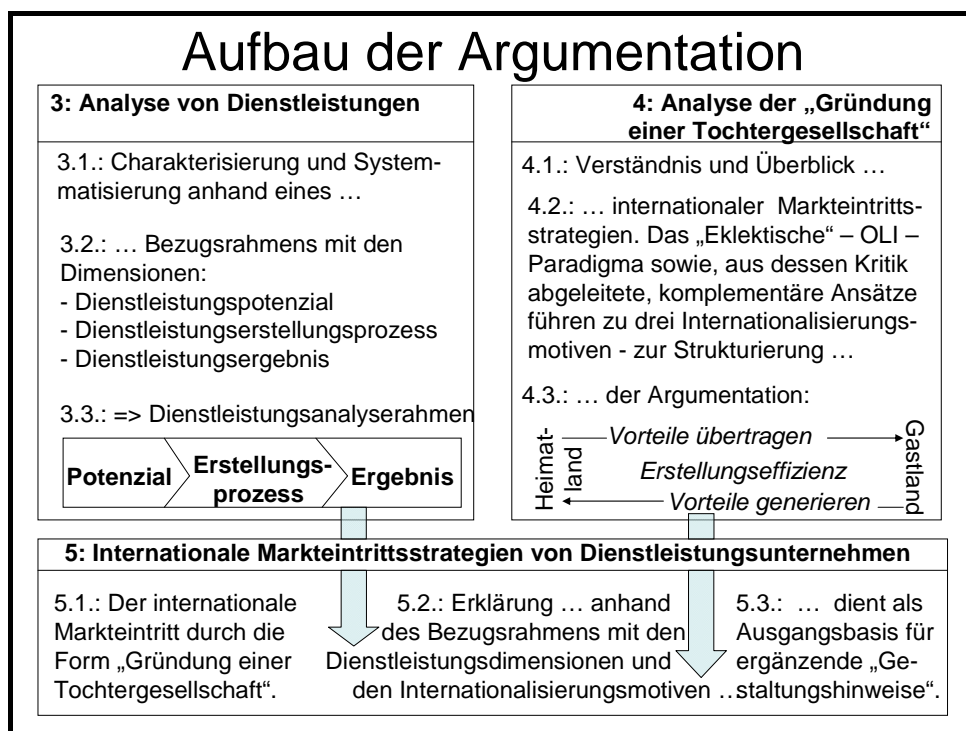 Aufbau der Argumentation
3: Analyse von Dienstleistungen
3.1.: Charakterisierung und System-
matisierung anhand eines …
3.2.: … Bezugsrahmens mit den
Dimensionen:
- Dienstleistungspotenzial
- Dienstleistungserstellungsprozess
- Dienstleistungsergebnis
3.3.: => Dienstleistungsanalyserahmen
Potenzial
Erstellungs-
prozess
Ergebnis
4: Analyse der „Gründung
einer Tochtergesellschaft“
4.1.: Verständnis und Überblick …
4.2.: … internationaler Markteintritts-
strategien. Das „Eklektische“ – OLI –
Paradigma sowie, aus dessen Kritik
abgeleitete, komplementäre Ansätze
führen zu drei Internationalisierungs-
motiven - zur Strukturierung …
4.3.: … der Argumentation:
Heimat-
land
Vorteile übertragen
Erstellungseffizienz
Vorteile generieren
Gastland
5: Internationale Markteintrittsstrategien von Dienstleistungsunternehmen
5.1.: Der internationale
Markteintritt durch die
Form „Gründung einer
Tochtergesellschaft“.
5.2.: Erklärung … anhand
des Bezugsrahmens mit den
Dienstleistungsdimensionen und
den Internationalisierungsmotiven …
5.3.: … dient als
Ausgangsbasis für
ergänzende „Ge-
staltungshinweise“.